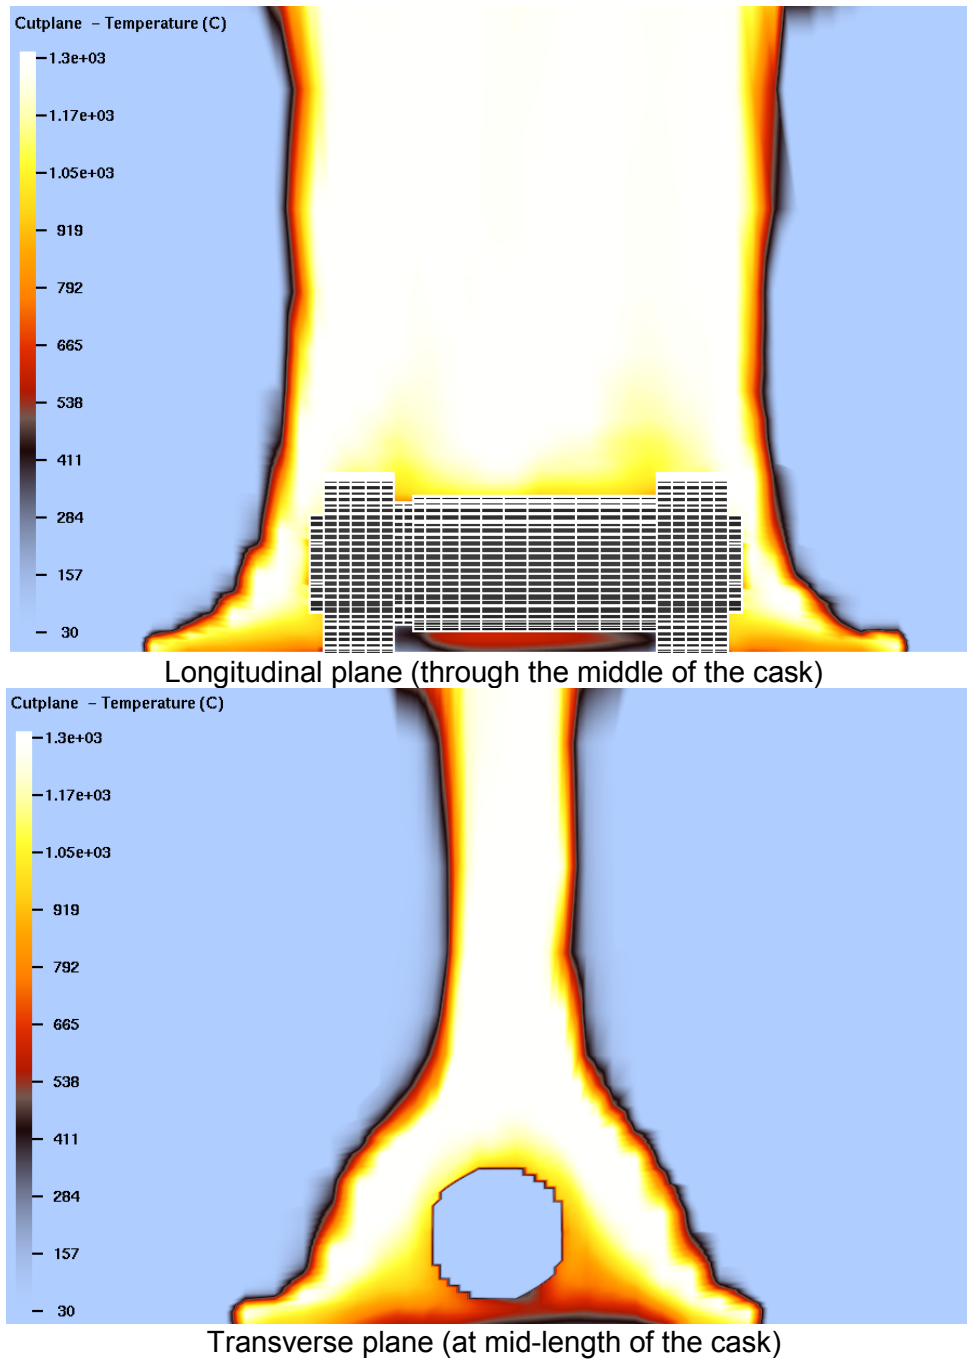 Cutplane – Temperature (C)
1.3e+03
1.17e+03
1.05e+03
919
792
665
538
411
284
157
30
Longitudinal plane (through the middle of the cask)
Cutplane – Temperature (C)
1.3e+03
1.17e+03
1.05e+03
919
792
665
538
411
284
157
30
Transverse plane (at mid-length of the cask)